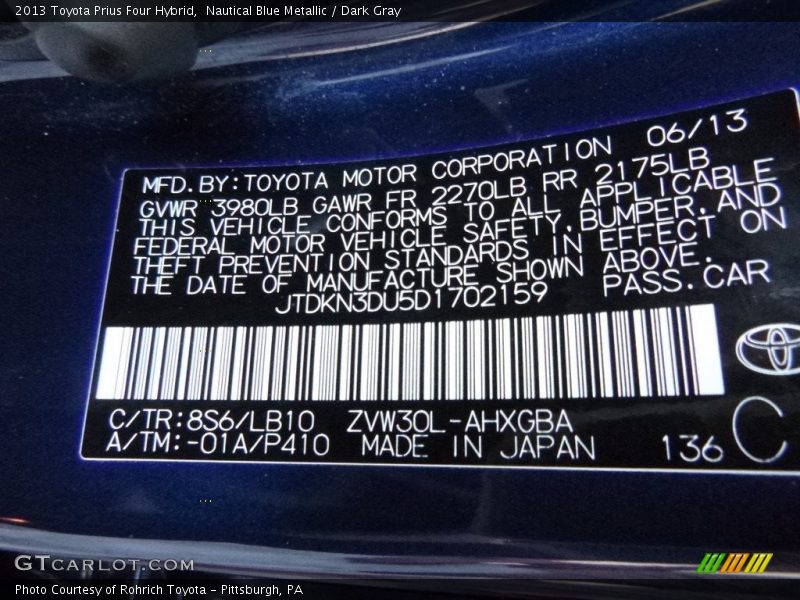 2013 Toyota Prius Four Hybrid, Nautical Blue Metallic / Dark Gray
MFD.BY:TOYOTA MOTOR CORPORATION 06/13
GVWR 3980LB GAWR FR 2270LB RR 2175LB
THIS VEHICLE CONFORMS TO ALL APPLICABLE
FEDERAL MOTOR VEHICLE SAFETY,BUMPER,AND
THEFT PREVENTION STANDARDS IN EFFECT ON
THE DATE OF MANUFACTURE SHOWN ABOVE.
JTDKN3DU5D1702159 PASS.CAR
C/TR:8S6/LB10 ZVW30L-AHXGBA
A/TM:-01A/P410 MADE IN JAPAN 136 C
GTCARLOT.COM
Photo Courtesy of Rohrich Toyota - Pittsburgh, PA